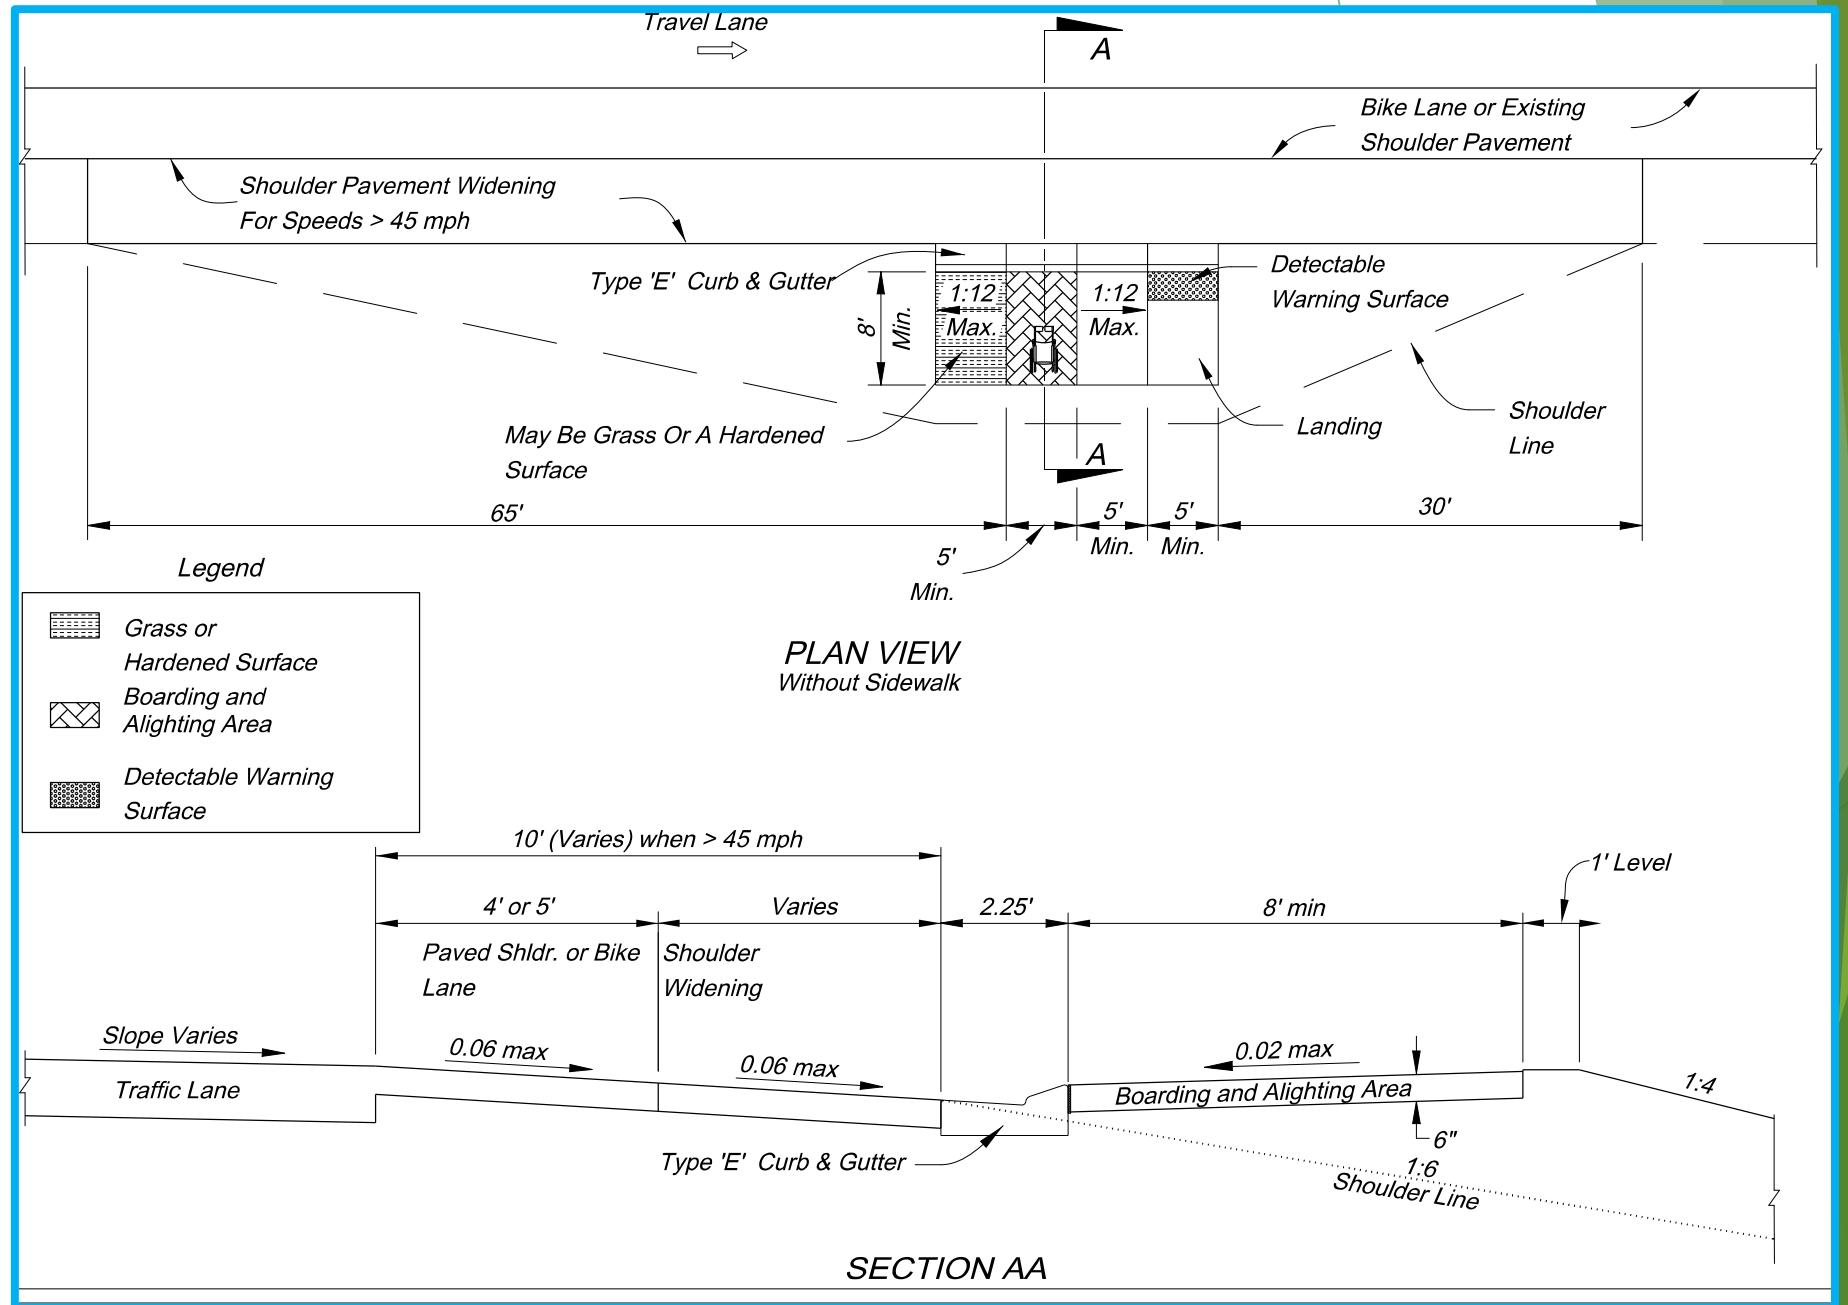 Travel Lane
A
Bike Lane or Existing
Shoulder Pavement
Shoulder Pavement Widening
For Speeds > 45 mph
Type 'E' Curb & Gutter
Detectable
Warning Surface
8'
Min.
1:12
Max.
1:12
Max.
May Be Grass Or A Hardened
Surface
A
Landing
Shoulder
Line
65'
5'
Min.
5'
Min.
5'
Min.
30'
Legend
Grass or
Hardened Surface
Boarding and
Alighting Area
Detectable Warning
Surface
PLAN VIEW
Without Sidewalk
10' (Varies) when > 45 mph
1' Level
4' or 5'
Varies
2.25'
8' min
Paved Shldr. or Bike
Lane
Shoulder
Widening
Slope Varies
0.06 max
0.06 max
0.02 max
Traffic Lane
Boarding and Alighting Area
1:4
6"
Type 'E' Curb & Gutter
1:6
Shoulder Line
SECTION AA